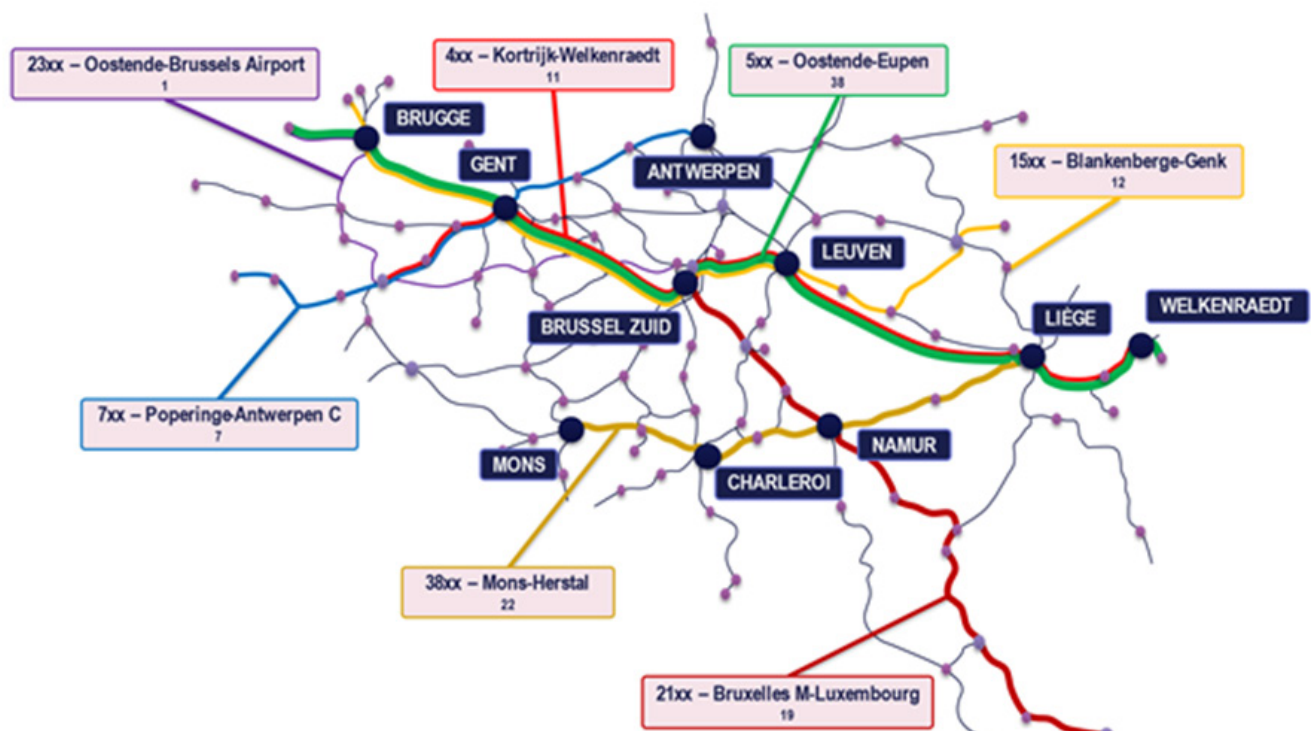 23xx – Oostende-Brussels Airport
1
4xx – Kortrijk-Welkenraedt
11
5xx – Oostende-Eupen
38
BRUGGE
GENT
ANTWERPEN
15xx – Blankenberge-Genk
12
LEUVEN
WELKENRAEDT
BRUSSEL ZUID
LIÈGE
7xx – Poperinge-Antwerpen C
7
MONS
NAMUR
CHARLEROI
38xx – Mons-Herstal
22
21xx – Bruxelles M-Luxembourg
19